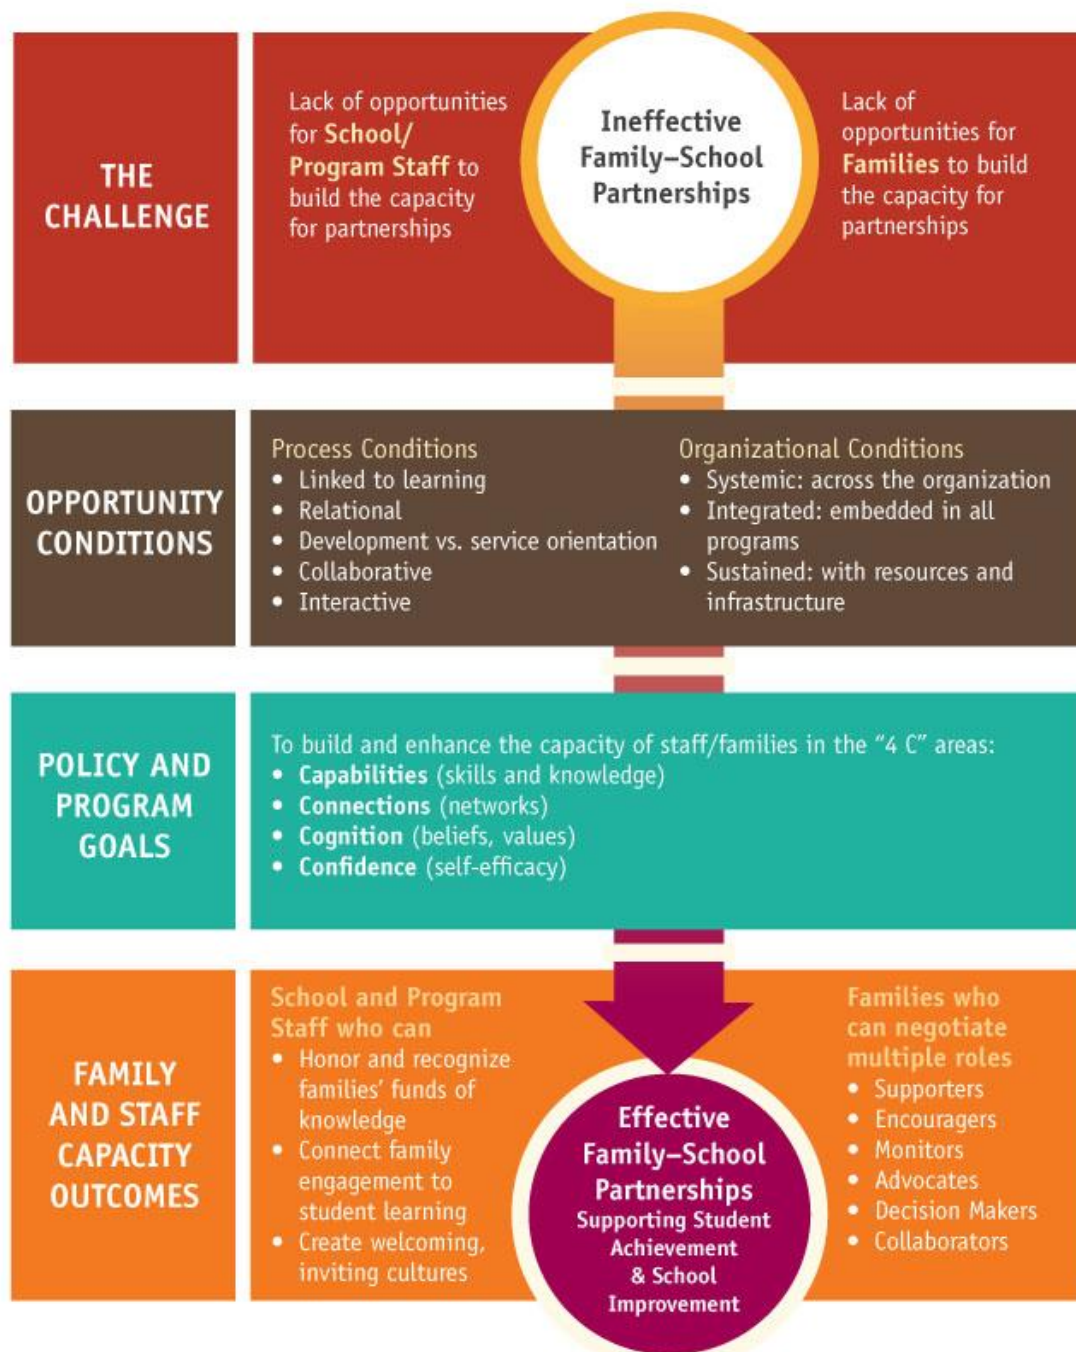 THE
CHALLENGE
Lack of opportunities
for School/
Program Staff to
build the capacity
for partnerships
Ineffective
Family–School
Partnerships
Lack of
opportunities for
Families to build
the capacity for
partnerships
OPPORTUNITY
CONDITIONS
Process Conditions
• Linked to learning
• Relational
• Development vs. service orientation
• Collaborative
• Interactive
Organizational Conditions
• Systemic: across the organization
• Integrated: embedded in all
programs
• Sustained: with resources and
infrastructure
POLICY AND
PROGRAM
GOALS
To build and enhance the capacity of staff/families in the “4 C” areas:
• Capabilities (skills and knowledge)
• Connections (networks)
• Cognition (beliefs, values)
• Confidence (self-efficacy)
FAMILY
AND STAFF
CAPACITY
OUTCOMES
School and Program
Staff who can
• Honor and recognize
families’ funds of
knowledge
• Connect family
engagement to
student learning
• Create welcoming,
inviting cultures
Effective
Family–School
Partnerships
Supporting Student
Achievement
& School
Improvement
Families who
can negotiate
multiple roles
• Supporters
• Encouragers
• Monitors
• Advocates
• Decision Makers
• Collaborators